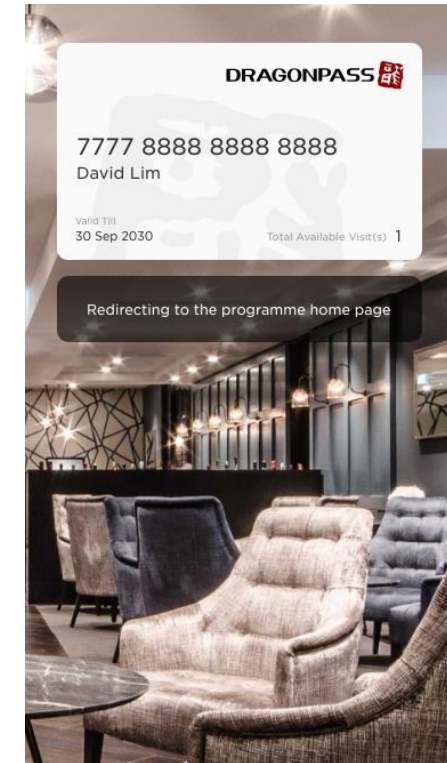 DRAGONPASS
7777 8888 8888 8888
David Lim
Valid Till
30 Sep 2030
Total Available Visit(s) 1
Redirecting to the programme home page